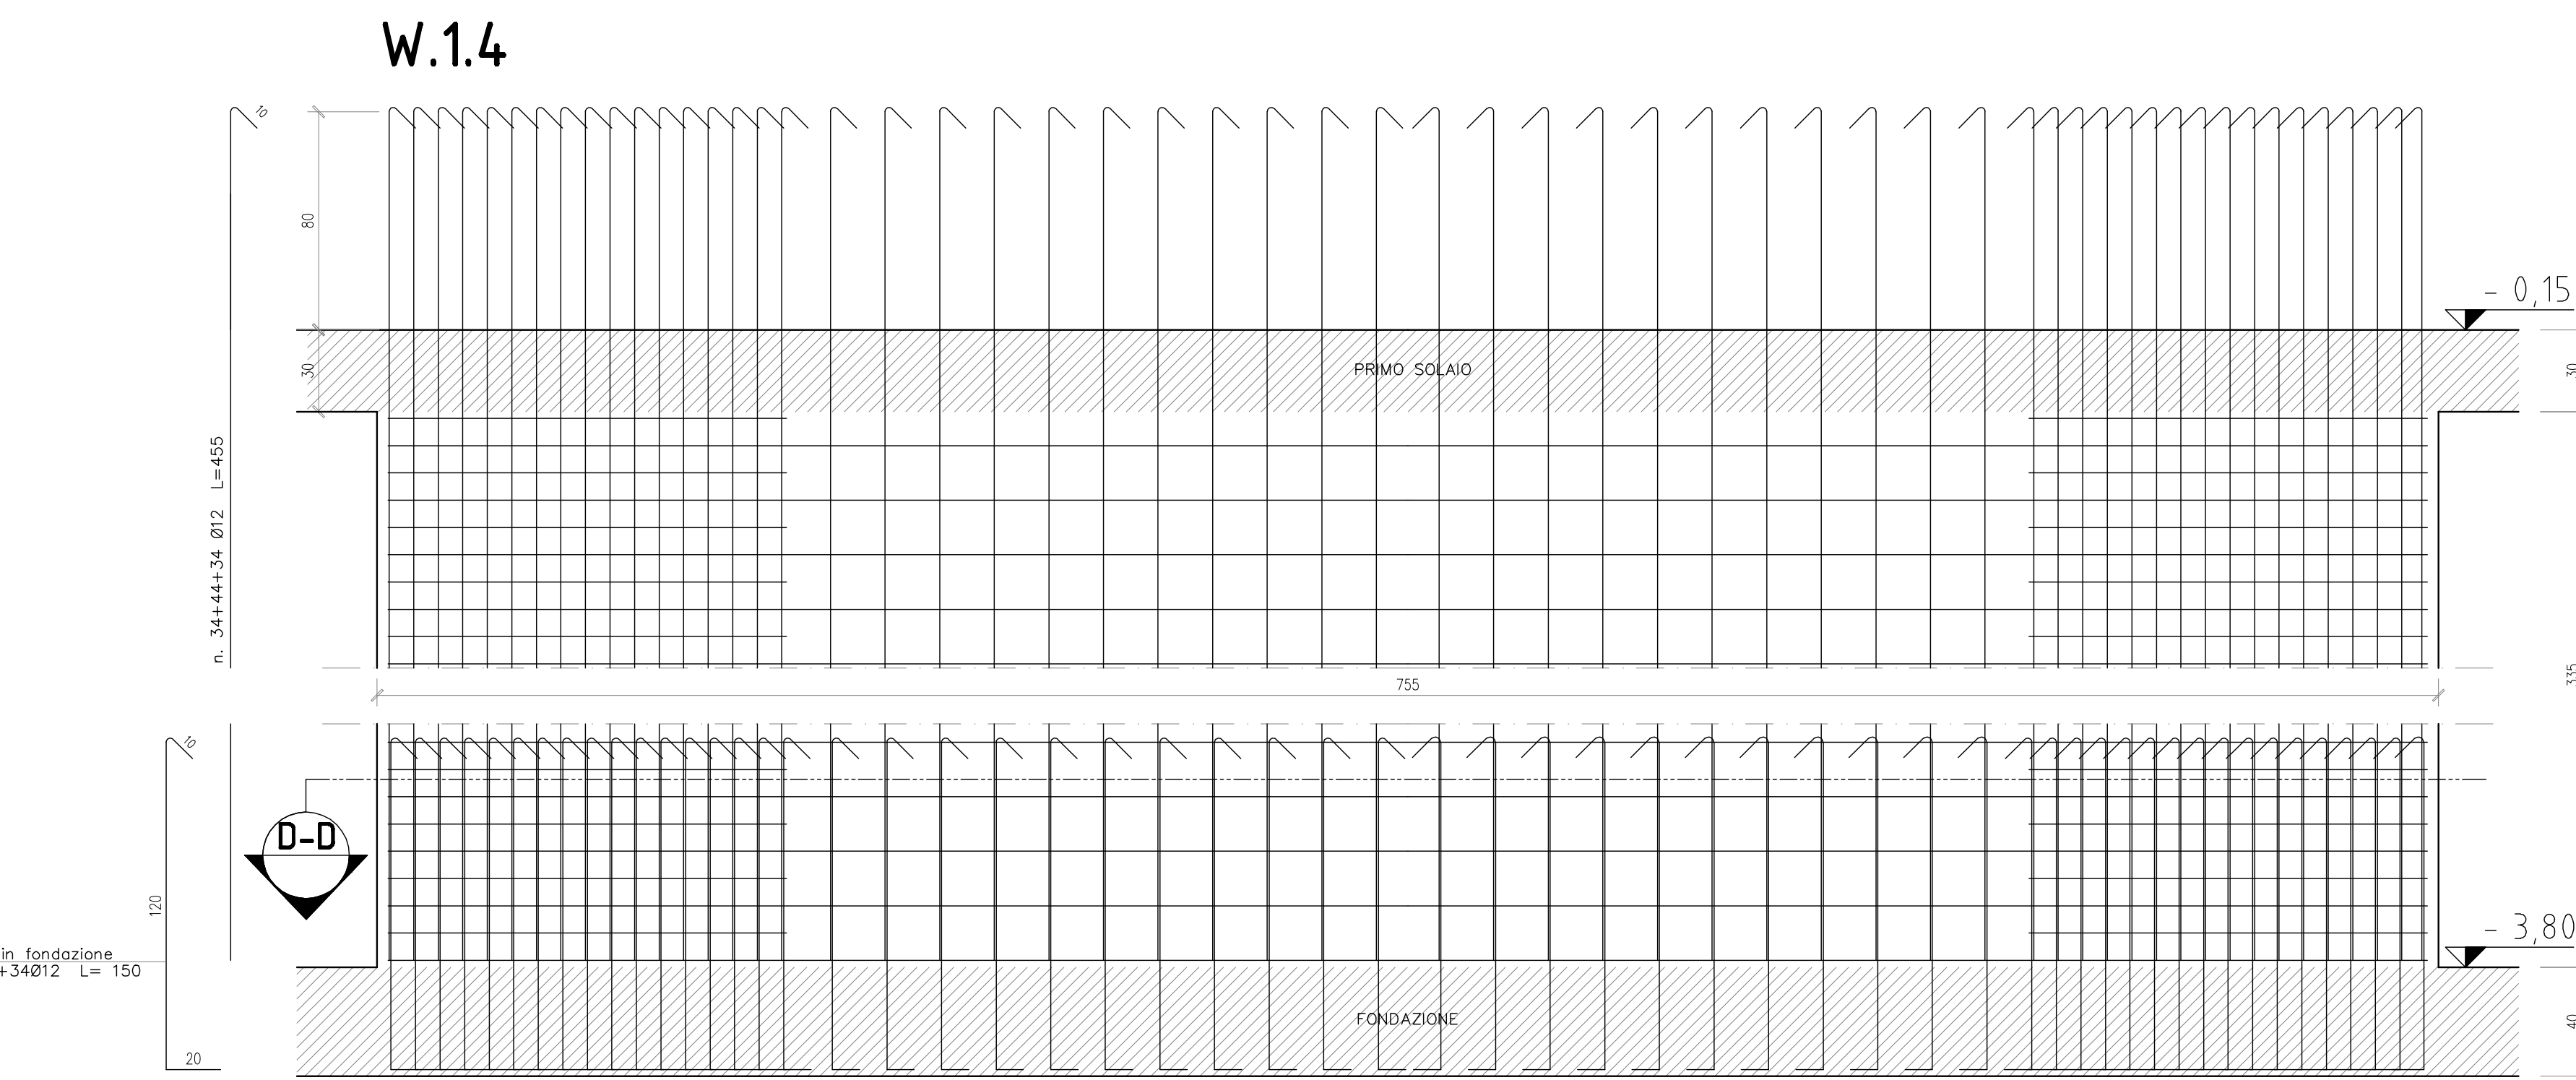 W.1.4
10
80
- 0,15
30
PRIMO SOLAIO
30
n. 34+44+34 Ø12 L=455
335
755
10
D-D
120
- 3,80
in fondazione
+34Ø12 L= 150
FONDAZIONE
40
20